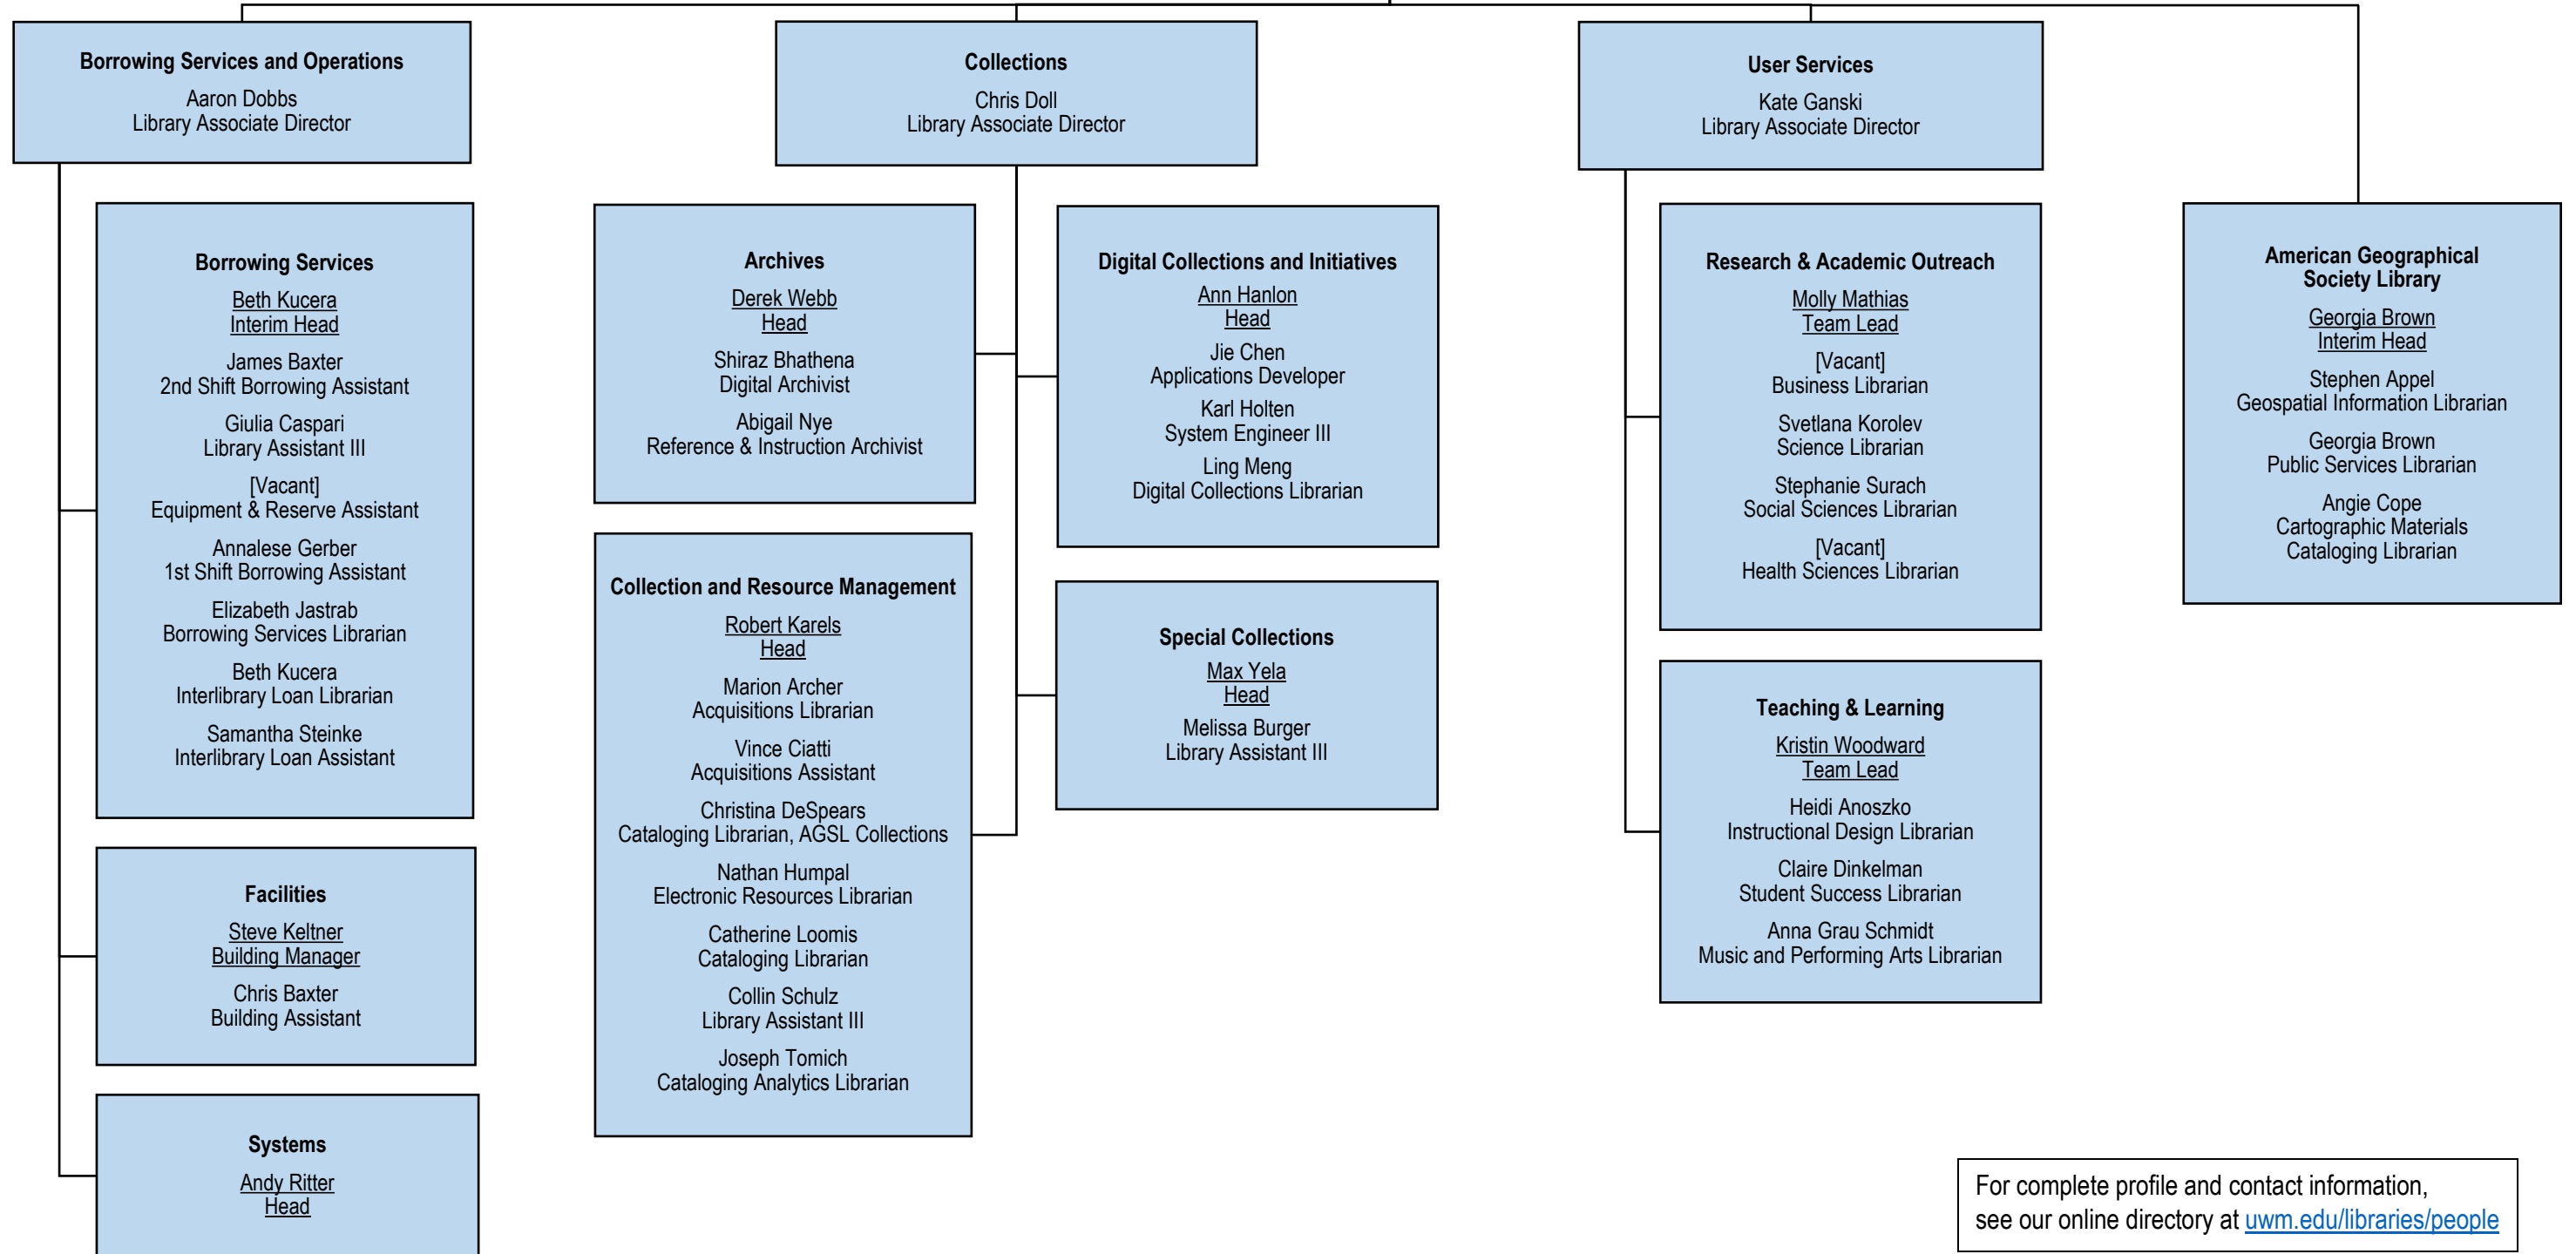 Borrowing Services and Operations
Aaron Dobbs
Library Associate Director
Borrowing Services
Beth Kucera
Interim Head
James Baxter
2nd Shift Borrowing Assistant
Giulia Caspari
Library Assistant III
[Vacant]
Equipment & Reserve Assistant
Annalese Gerber
1st Shift Borrowing Assistant
Elizabeth Jastrab
Borrowing Services Librarian
Beth Kucera
Interlibrary Loan Librarian
Samantha Steinke
Interlibrary Loan Assistant
Facilities
Steve Keltner
Building Manager
Chris Baxter
Building Assistant
Systems
Andy Ritter
Head
Collections
Chris Doll
Library Associate Director
Archives
Derek Webb
Head
Shiraz Bhathena
Digital Archivist
Abigail Nye
Reference & Instruction Archivist
Collection and Resource Management
Robert Karels
Head
Marion Archer
Acquisitions Librarian
Vince Ciatti
Acquisitions Assistant
Christina DeSpears
Cataloging Librarian, AGSL Collections
Nathan Humpal
Electronic Resources Librarian
Catherine Loomis
Cataloging Librarian
Collin Schulz
Library Assistant III
Joseph Tomich
Cataloging Analytics Librarian
Digital Collections and Initiatives
Ann Hanlon
Head
Jie Chen
Applications Developer
Karl Holten
System Engineer III
Ling Meng
Digital Collections Librarian
Special Collections
Max Yela
Head
Melissa Burger
Library Assistant III
User Services
Kate Ganski
Library Associate Director
Research & Academic Outreach
Molly Mathias
Team Lead
[Vacant]
Business Librarian
Svetlana Korolev
Science Librarian
Stephanie Surach
Social Sciences Librarian
[Vacant]
Health Sciences Librarian
Teaching & Learning
Kristin Woodward
Team Lead
Heidi Anoszko
Instructional Design Librarian
Claire Dinkelman
Student Success Librarian
Anna Grau Schmidt
Music and Performing Arts Librarian
American Geographical
Society Library
Georgia Brown
Interim Head
Stephen Appel
Geospatial Information Librarian
Georgia Brown
Public Services Librarian
Angie Cope
Cartographic Materials
Cataloging Librarian
For complete profile and contact information,
see our online directory at uwm.edu/libraries/people